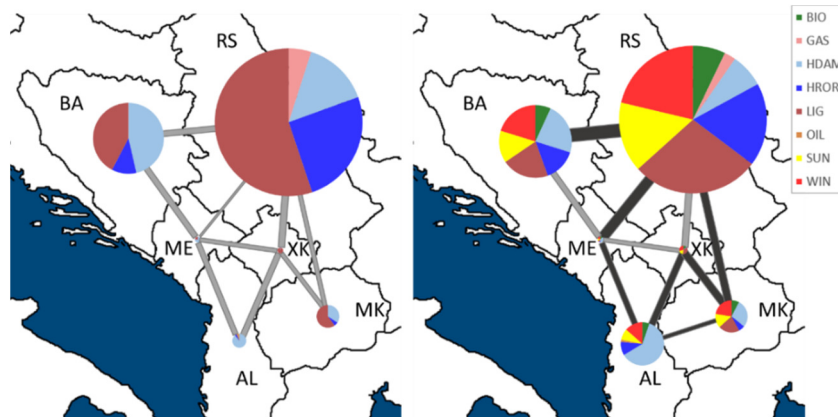 RS
BA
ME
XK
MK
AL
RS
BA
ME
XK
MK
AL
BIO
GAS
HDAM
HROR
LIG
OIL
SUN
WIN